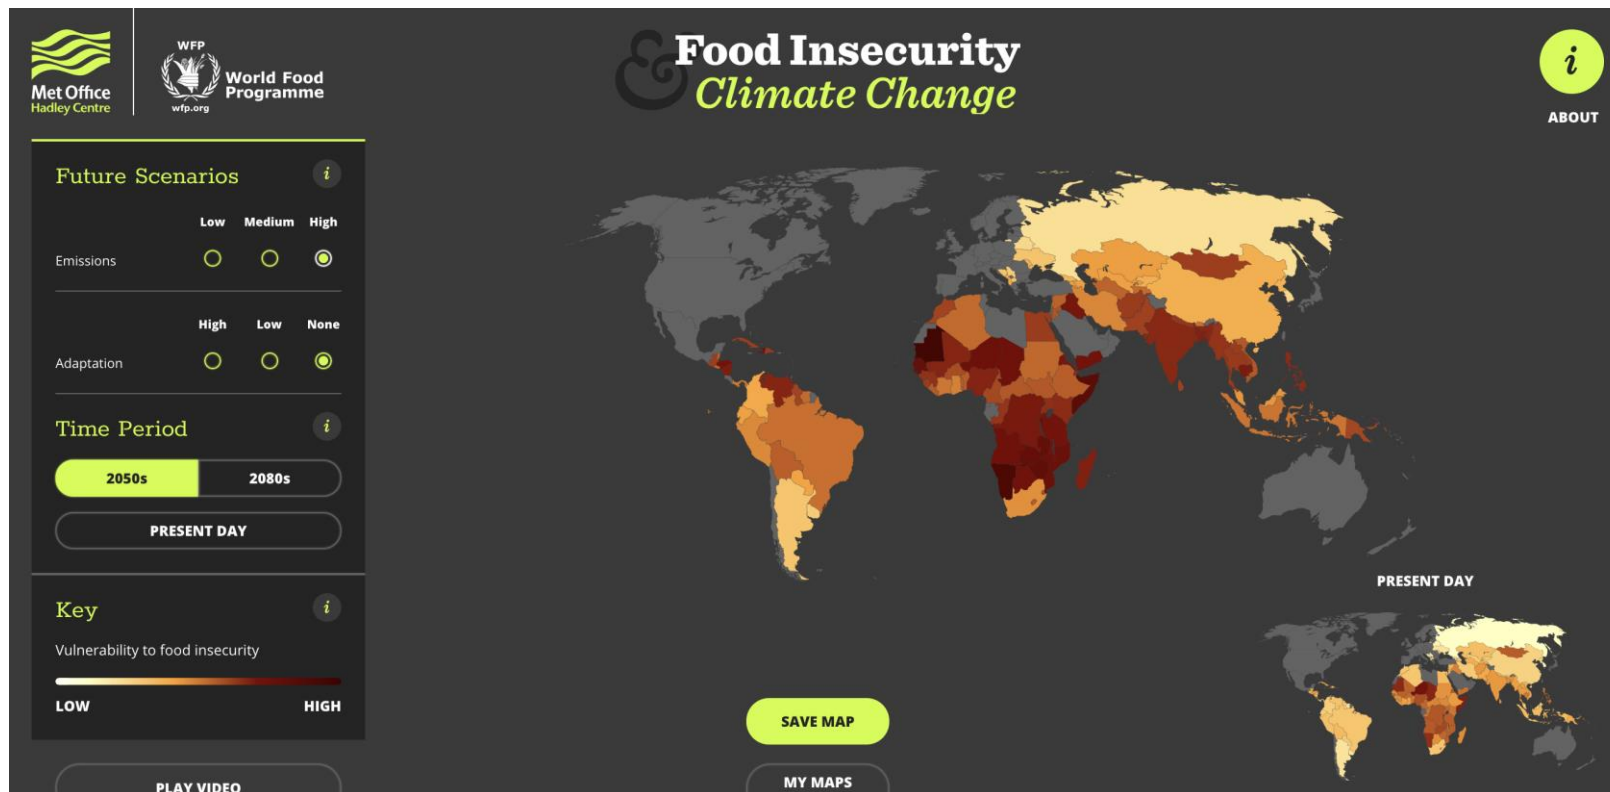 Met Office
Hadley Centre
WFP
wfp.org
World Food
Programme
&
Food Insecurity
Climate Change
i
ABOUT
Future Scenarios
i
Low Medium High
Emissions
High Low None
Adaptation
Time Period
i
2050s 2080s
PRESENT DAY
Key
i
Vulnerability to food insecurity
LOW HIGH
PLAY VIDEO
SAVE MAP
MY MAPS
PRESENT DAY